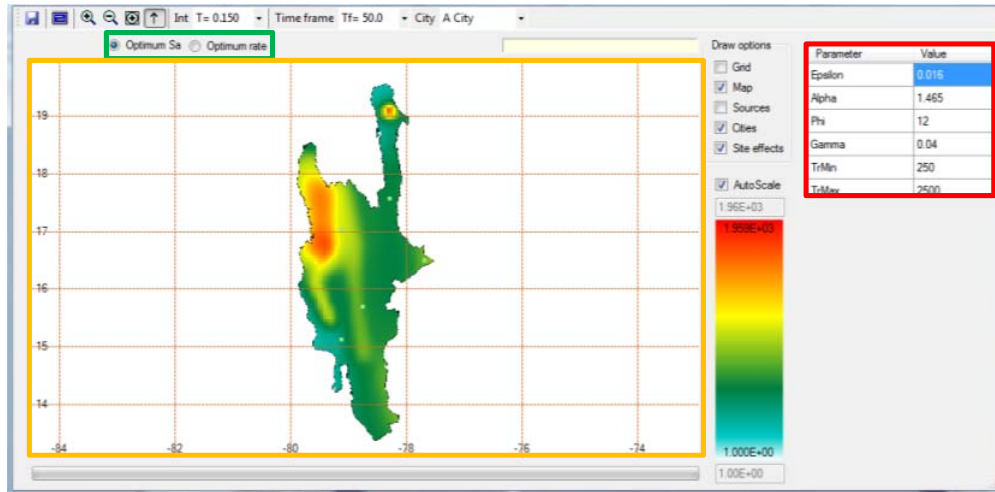 Int T= 0.150 Time frame Tf= 50.0 City A City
Optimum Sa Optimum rate
Draw options
Grid
Map
Sources
Cities
Site effects
AutoScale
1.96E+03
1.959E+03
1.000E+00
1.00E+00
Parameter Value
Epsilon 0.016
Alpha 1.465
Phi 12
Gamma 0.04
TrMin 250
TrMax 2500
19
18
17
16
15
14
-84 -82 -80 -78 -76 -74